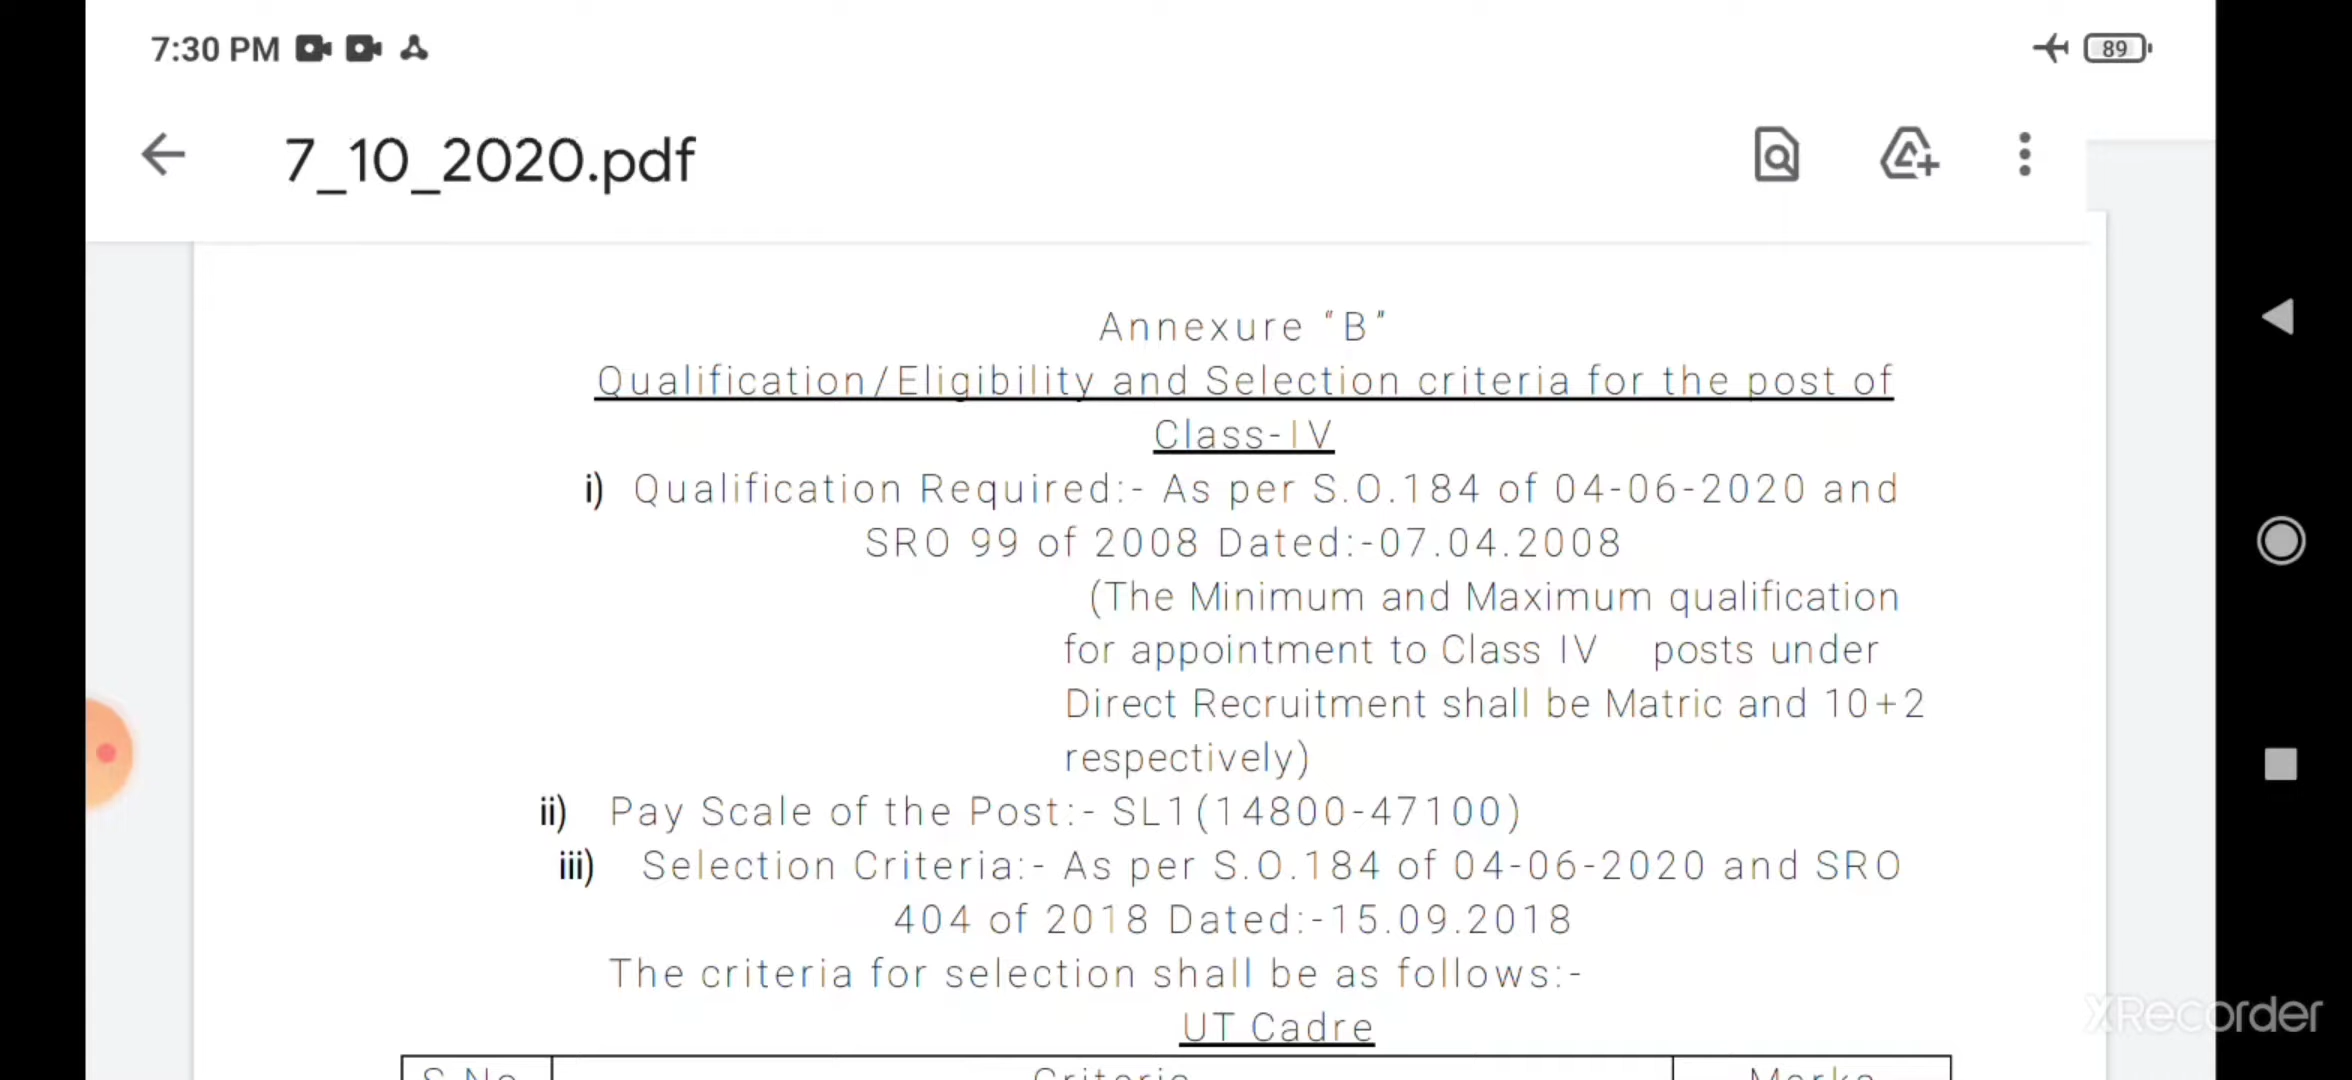 7:30 PM
89
7_10_2020.pdf
Annexure "B"
Qualification/Eligibility and Selection criteria for the post of
Class-IV
i) Qualification Required:- As per S.O.184 of 04-06-2020 and
SRO 99 of 2008 Dated:-07.04.2008
(The Minimum and Maximum qualification
for appointment to Class IV posts under
Direct Recruitment shall be Matric and 10+2
respectively)
ii) Pay Scale of the Post:- SL1(14800-47100)
iii) Selection Criteria:- As per S.O.184 of 04-06-2020 and SRO
404 of 2018 Dated:-15.09.2018
The criteria for selection shall be as follows:-
UT Cadre
S.No Criteria Marks
XRecorder